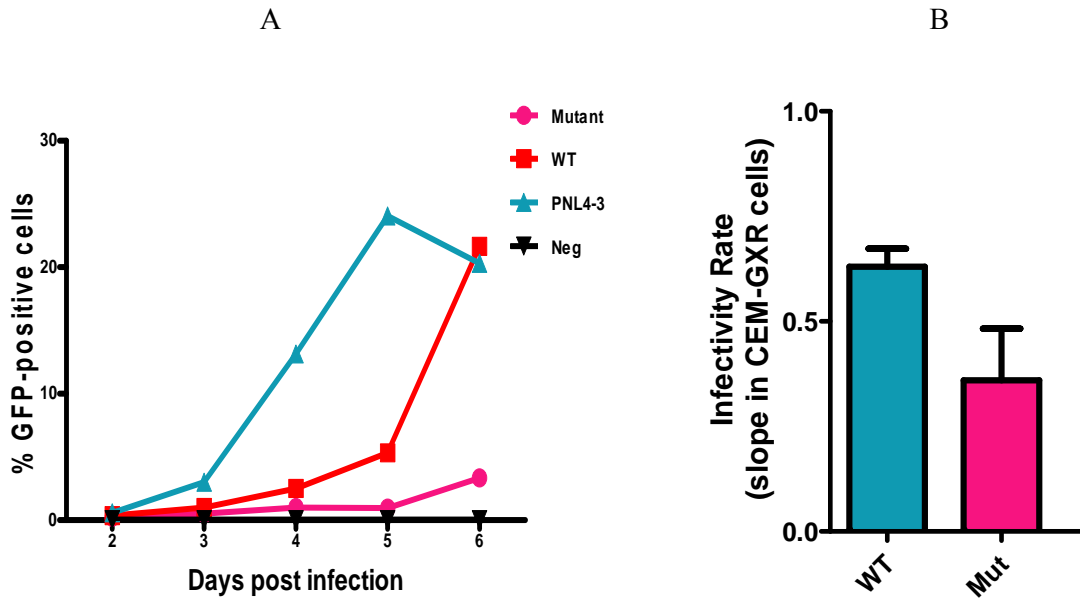 A
B
Mutant
WT
PNL4-3
Neg
% GFP-positive cells
30
20
10
0
2 3 4 5 6
Days post infection
Infectivity Rate
(slope in CEM-GXR cells)
1.0
0.5
0.0
WT
Mut